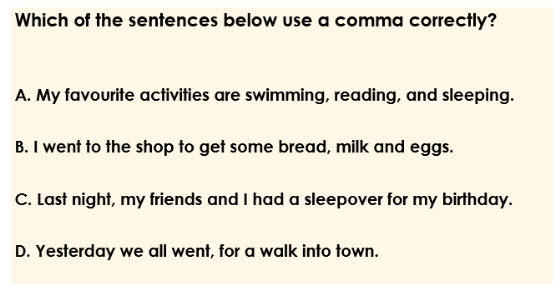 Which of the sentences below use a comma correctly?
A. My favourite activities are swimming, reading, and sleeping.
B. I went to the shop to get some bread, milk and eggs.
C. Last night, my friends and I had a sleepover for my birthday.
D. Yesterday we all went, for a walk into town.